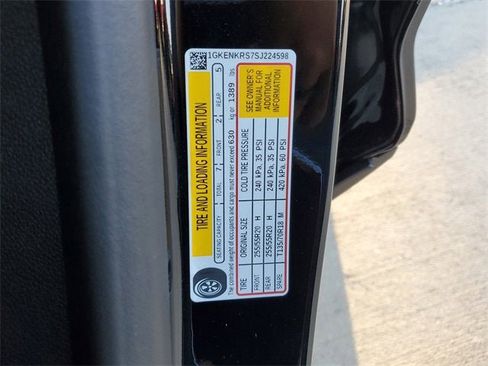 1GKENKRS7SJ224598
TIRE AND LOADING INFORMATION
SEATING CAPACITY TOTAL 7 FRONT 2 REAR 5
The combined weight of occupants and cargo must never exceed 630 kg or 1389 lbs
TIRE ORIGINAL SIZE COLD TIRE PRESSURE
FRONT 255/55R20 H 240 kPa, 35 PSI
REAR 255/55R20 H 240 kPa, 35 PSI
SPARE T135/70R18 M 420 kPa, 60 PSI
SEE OWNER'S
MANUAL FOR
ADDITIONAL
INFORMATION